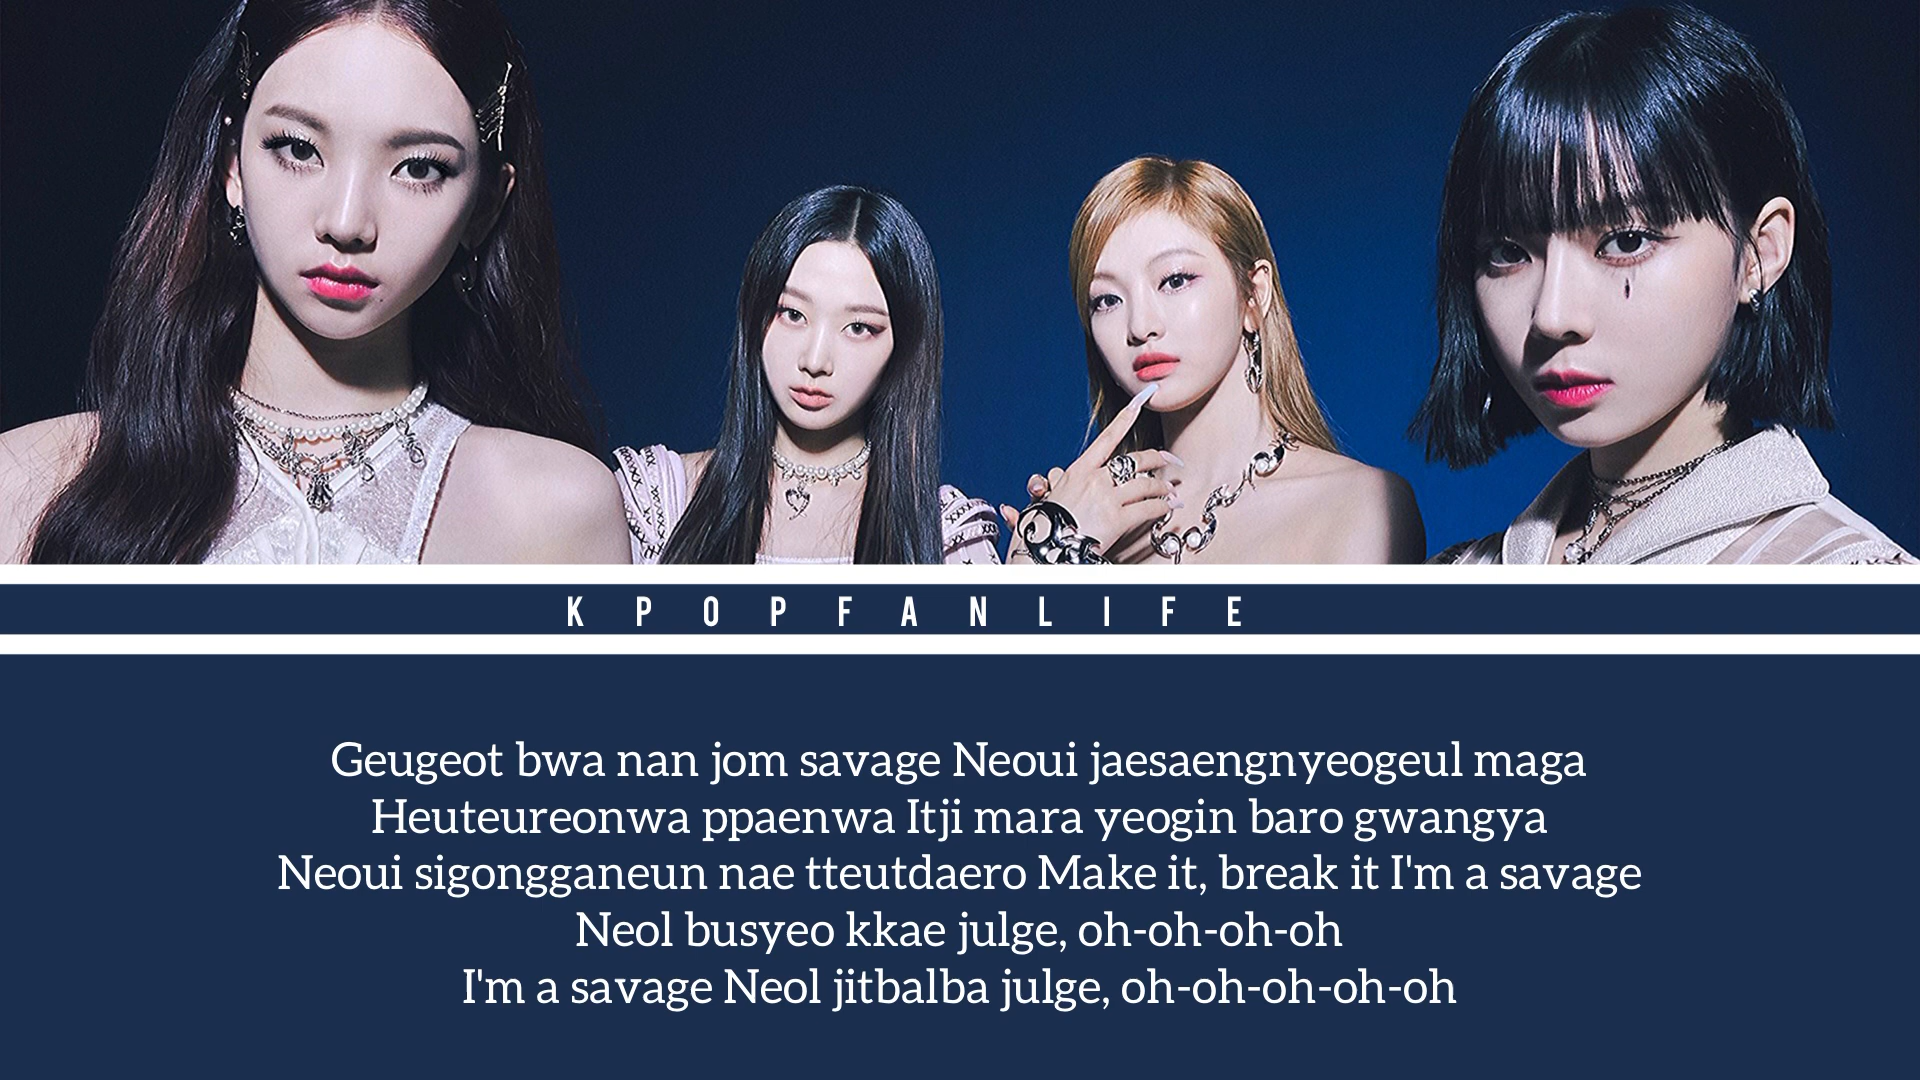 KPOPFANLIFE
Geugeot bwa nan jom savage Neoui jaesaengnyeogeul maga
Heuteureonwa ppaenwa Itji mara yeogin baro gwangya
Neoui sigongganeun nae tteutdaero Make it, break it I'm a savage
Neol busyeo kkae julge, oh-oh-oh-oh
I'm a savage Neol jitbalba julge, oh-oh-oh-oh-oh